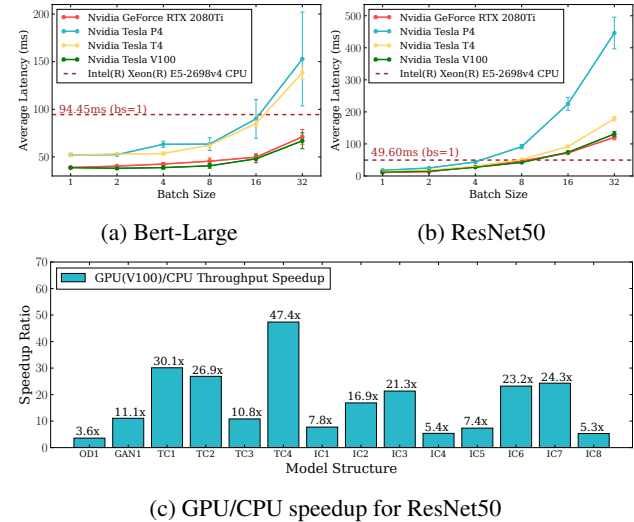 Average Latency (ms)
200
150
100
50
Nvidia GeForce RTX 2080Ti
Nvidia Tesla P4
Nvidia Tesla T4
Nvidia Tesla V100
Intel(R) Xeon(R) E5-2698v4 CPU
94.45ms (bs=1)
1 2 4 8 16 32
Batch Size
(a) Bert-Large
Average Latency (ms)
500
400
300
200
100
0
Nvidia GeForce RTX 2080Ti
Nvidia Tesla P4
Nvidia Tesla T4
Nvidia Tesla V100
Intel(R) Xeon(R) E5-2698v4 CPU
49.60ms (bs=1)
1 2 4 8 16 32
Batch Size
(b) ResNet50
Speedup Ratio
70
60
50
40
30
20
10
0
GPU(V100)/CPU Throughput Speedup
3.6x 11.1x 30.1x 26.9x 10.8x 47.4x 7.8x 16.9x 21.3x 5.4x 7.4x 23.2x 24.3x 5.3x
OD1 GAN1 TC1 TC2 TC3 TC4 IC1 IC2 IC3 IC4 IC5 IC6 IC7 IC8
Model Structure
(c) GPU/CPU speedup for ResNet50